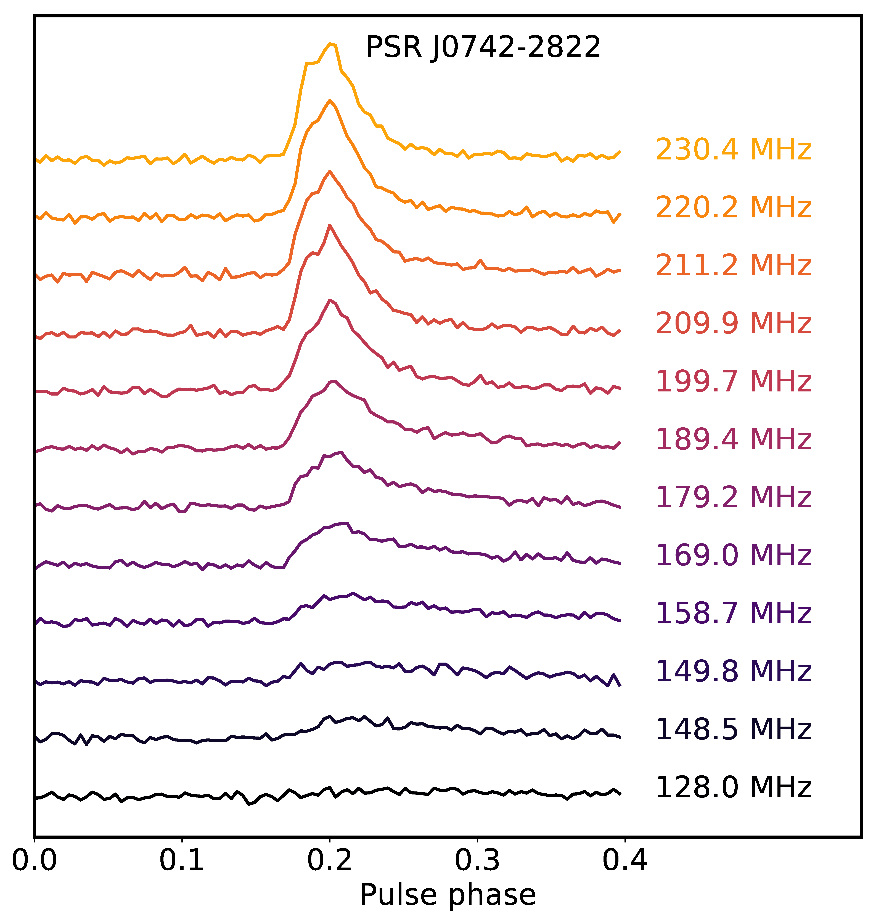 PSR J0742-2822
230.4 MHz
220.2 MHz
211.2 MHz
209.9 MHz
199.7 MHz
189.4 MHz
179.2 MHz
169.0 MHz
158.7 MHz
149.8 MHz
148.5 MHz
128.0 MHz
0.0 0.1 0.2 0.3 0.4
Pulse phase